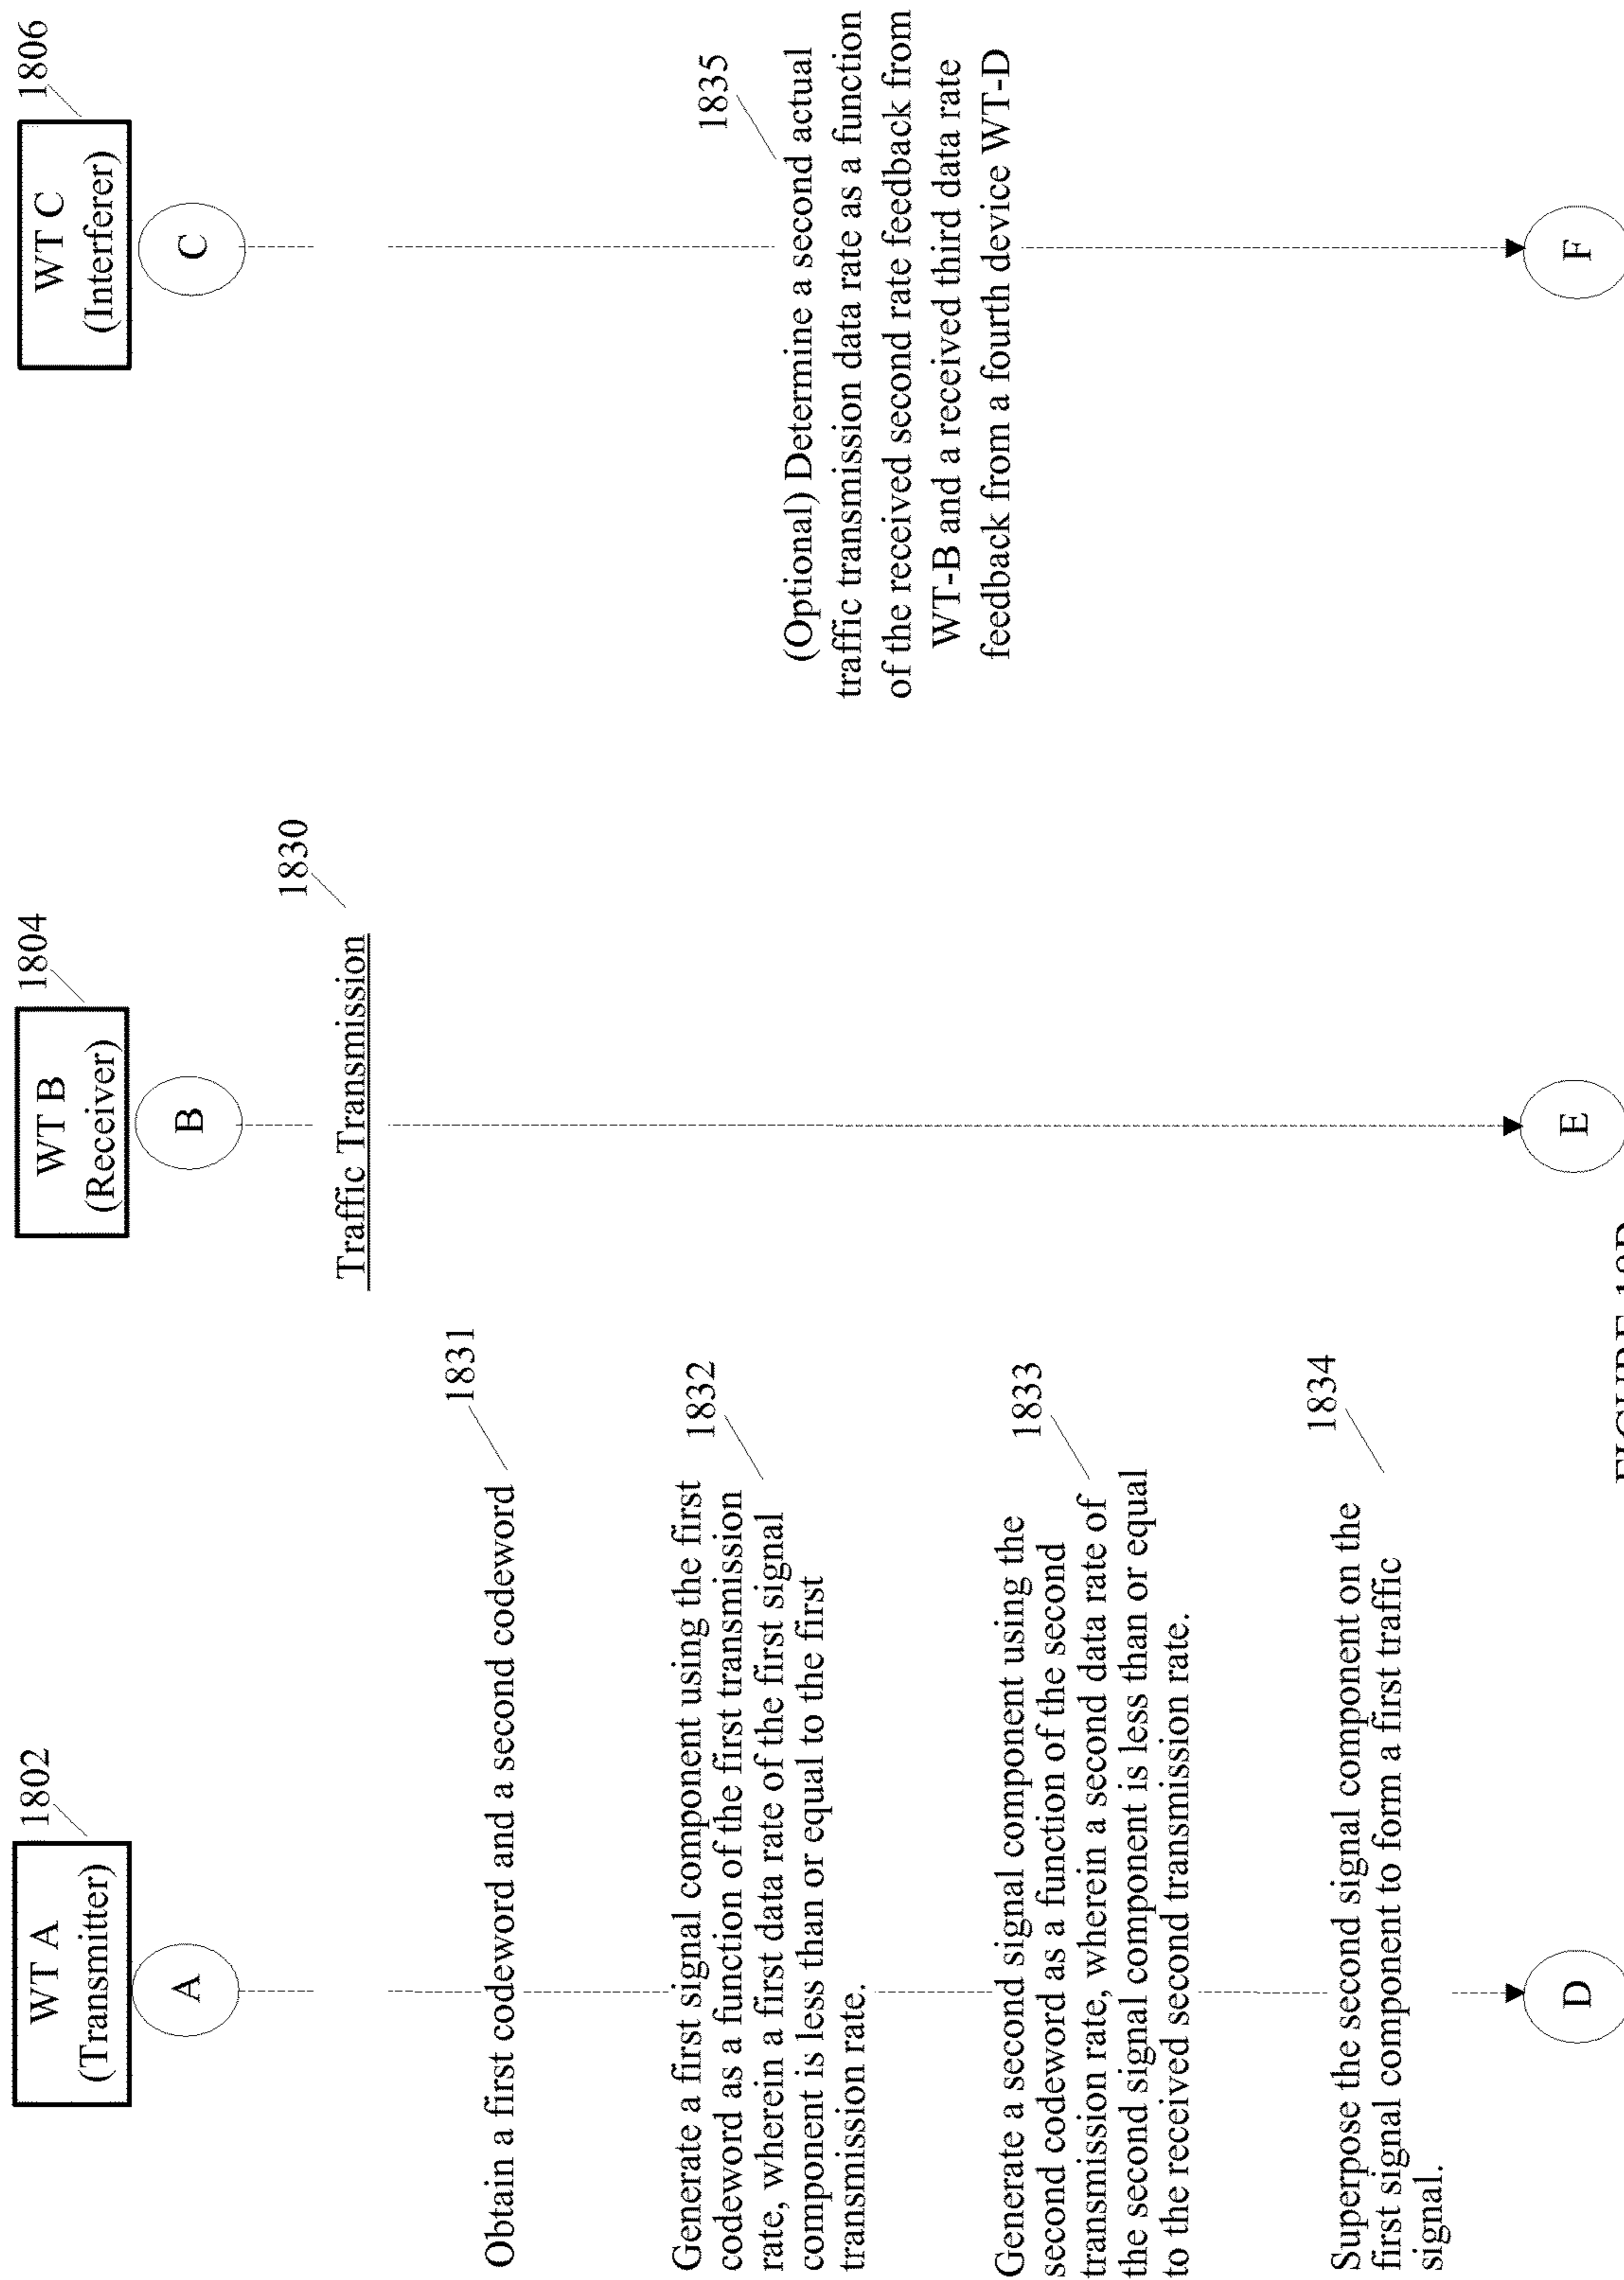 WT A
(Transmitter)
1802
WT B
(Receiver)
1804
WT C
(Interferer)
1806
A
B
C
Traffic Transmission
1830
Obtain a first codeword and a second codeword
1831
Generate a first signal component using the first
codeword as a function of the first transmission
rate, wherein a first data rate of the first signal
component is less than or equal to the first
transmission rate.
1832
(Optional) Determine a second actual
traffic transmission data rate as a function
of the received second rate feedback from
WT-B and a received third data rate
feedback from a fourth device WT-D
1835
Generate a second signal component using the
second codeword as a function of the second
transmission rate, wherein a second data rate of
the second signal component is less than or equal
to the received second transmission rate.
1833
Superpose the second signal component on the
first signal component to form a first traffic
signal.
1834
D
E
F
FIGURE